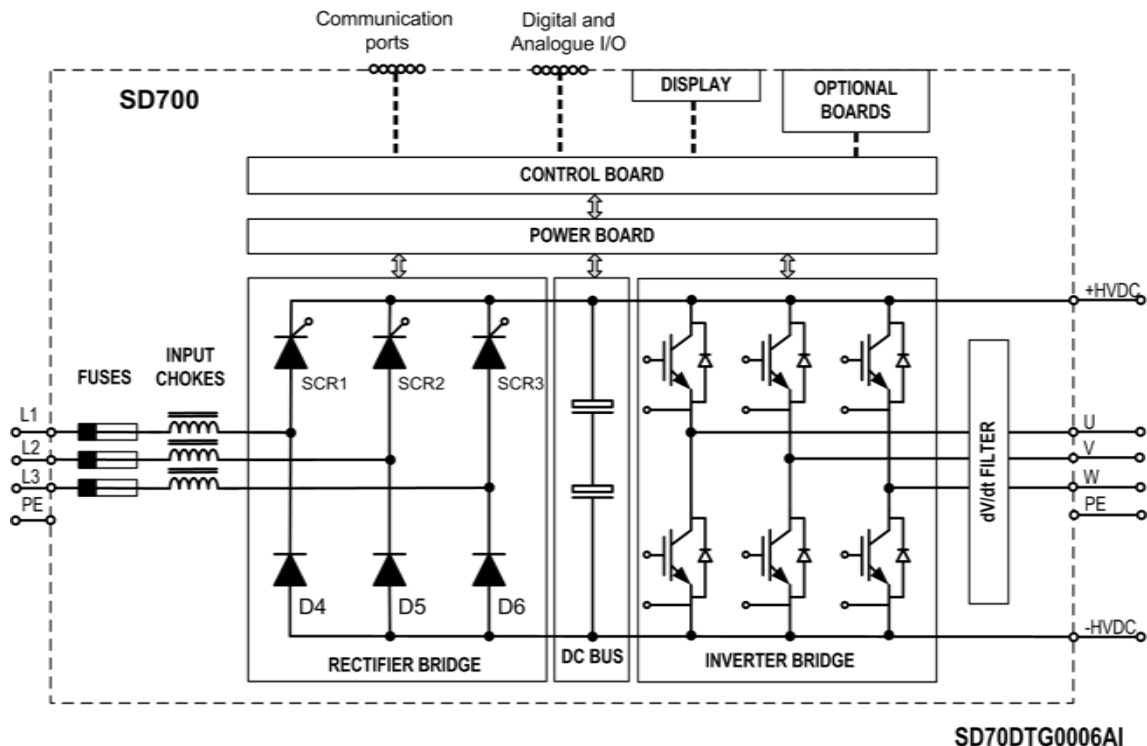 Communication
ports
Digital and
Analogue I/O
SD700
DISPLAY
OPTIONAL
BOARDS
CONTROL BOARD
POWER BOARD
+HVDC
FUSES
INPUT
CHOKES
SCR1
SCR2
SCR3
L1
L2
L3
PE
U
V
W
PE
dV/dt FILTER
D4
D5
D6
-HVDC
RECTIFIER BRIDGE
DC BUS
INVERTER BRIDGE
SD70DTG0006AI